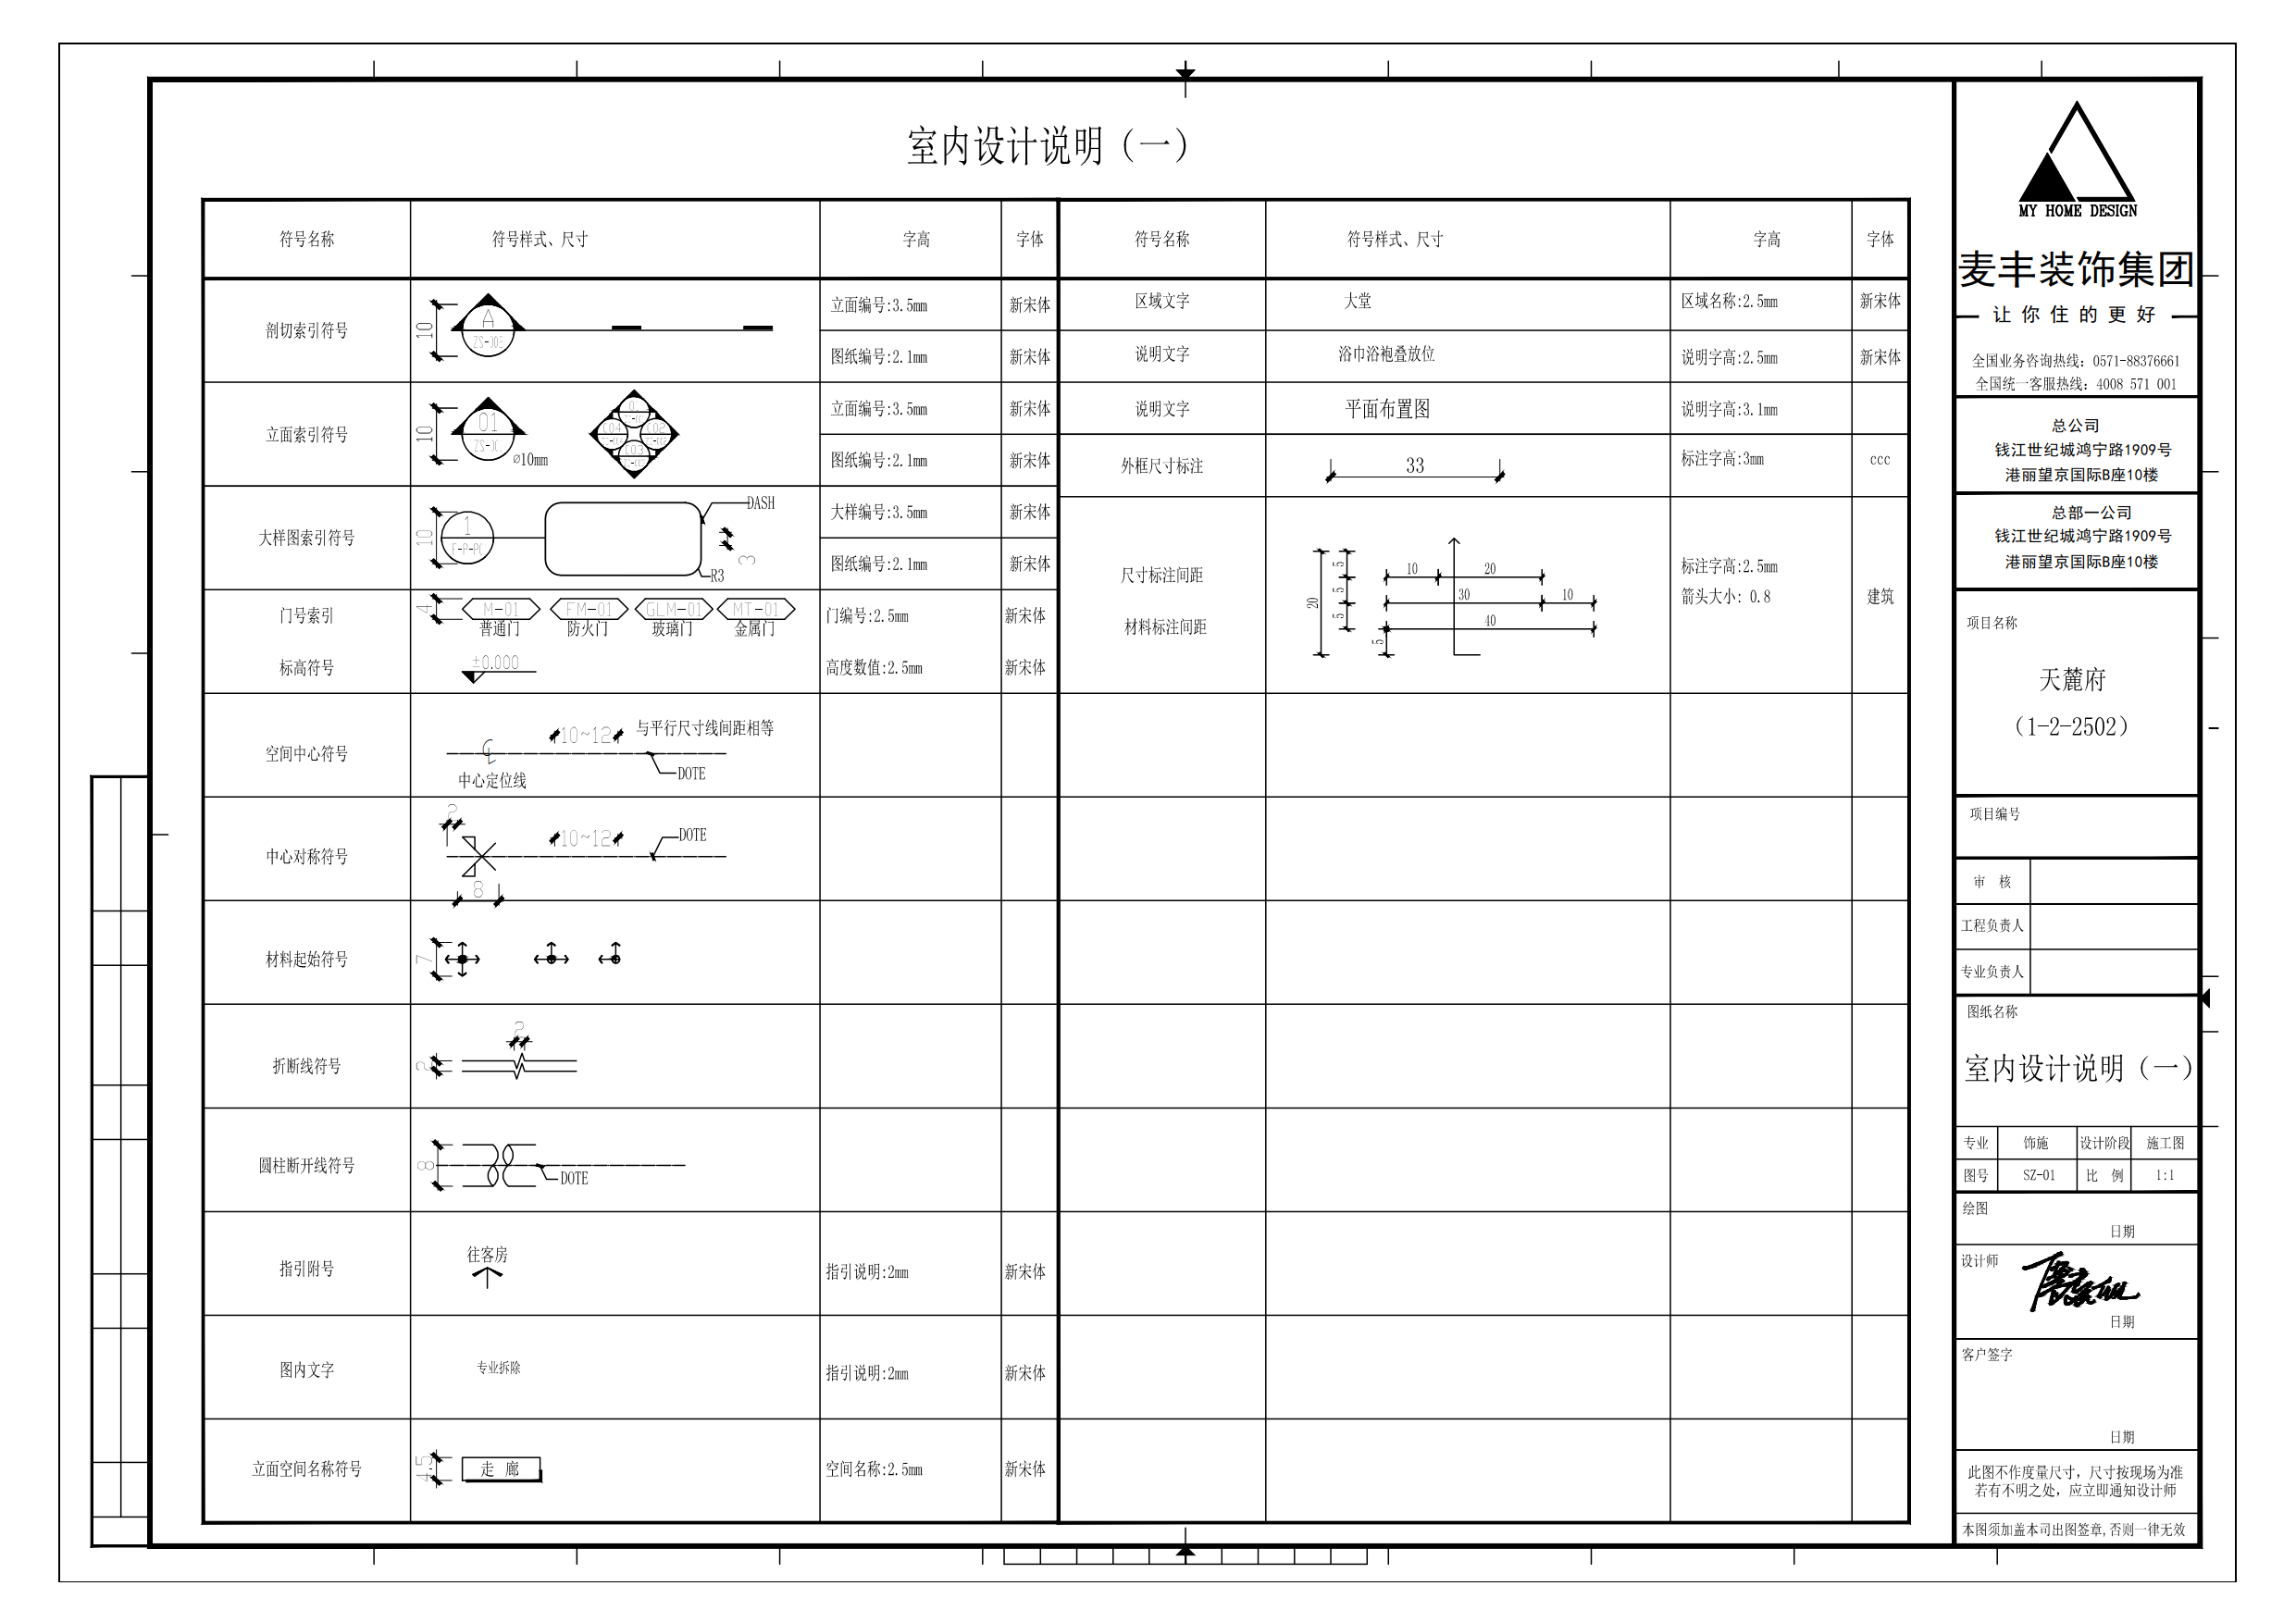 室内设计说明（一）
符号名称 符号样式、尺寸 字高 字体 符号名称 符号样式、尺寸 字高 字体
剖切索引符号 10 A 立面编号:3.5mm 新宋体
图纸编号:2.1mm 新宋体
立面索引符号 10 01 ø10mm 立面编号:3.5mm 新宋体
C04 C02 C03
图纸编号:2.1mm 新宋体
大样图索引符号 10 1 DASH R3 3 大样编号:3.5mm 新宋体
图纸编号:2.1mm 新宋体
门号索引 4 M-01 FM-01 GLM-01 MT-01 门编号:2.5mm 新宋体
普通门 防火门 玻璃门 金属门
标高符号 ±0.000 高度数值:2.5mm 新宋体
空间中心符号 10~12 与平行尺寸线间距相等
中心定位线 DOTE
中心对称符号 2 10~12 DOTE
8
材料起始符号 7
折断线符号 2 2
圆柱断开线符号 8 DOTE
指引附号 往客房 指引说明:2mm 新宋体
图内文字 专业拆除 指引说明:2mm 新宋体
立面空间名称符号 4.5 走 廊 空间名称:2.5mm 新宋体
区域文字 大堂 区域名称:2.5mm 新宋体
说明文字 浴巾浴袍叠放位 说明字高:2.5mm 新宋体
说明文字 平面布置图 说明字高:3.1mm
外框尺寸标注 33 标注字高:3mm ccc
尺寸标注间距 标注字高:2.5mm
箭头大小: 0.8 建筑
材料标注间距
20 5 5 5 5
10 20
30 10
40
MY HOME DESIGN
麦丰装饰集团
让 你 住 的 更 好
全国业务咨询热线: 0571-88376661
全国统一客服热线: 4008 571 001
总公司
钱江世纪城鸿宁路1909号
港丽望京国际B座10楼
总部一公司
钱江世纪城鸿宁路1909号
港丽望京国际B座10楼
项目名称
天麓府
（1-2-2502）
项目编号
审 核
工程负责人
专业负责人
图纸名称
室内设计说明（一）
专业 饰施 设计阶段 施工图
图号 SZ-01 比 例 1:1
绘图
日期
设计师
日期
客户签字
日期
此图不作度量尺寸，尺寸按现场为准
若有不明之处，应立即通知设计师
本图须加盖本司出图签章,否则一律无效